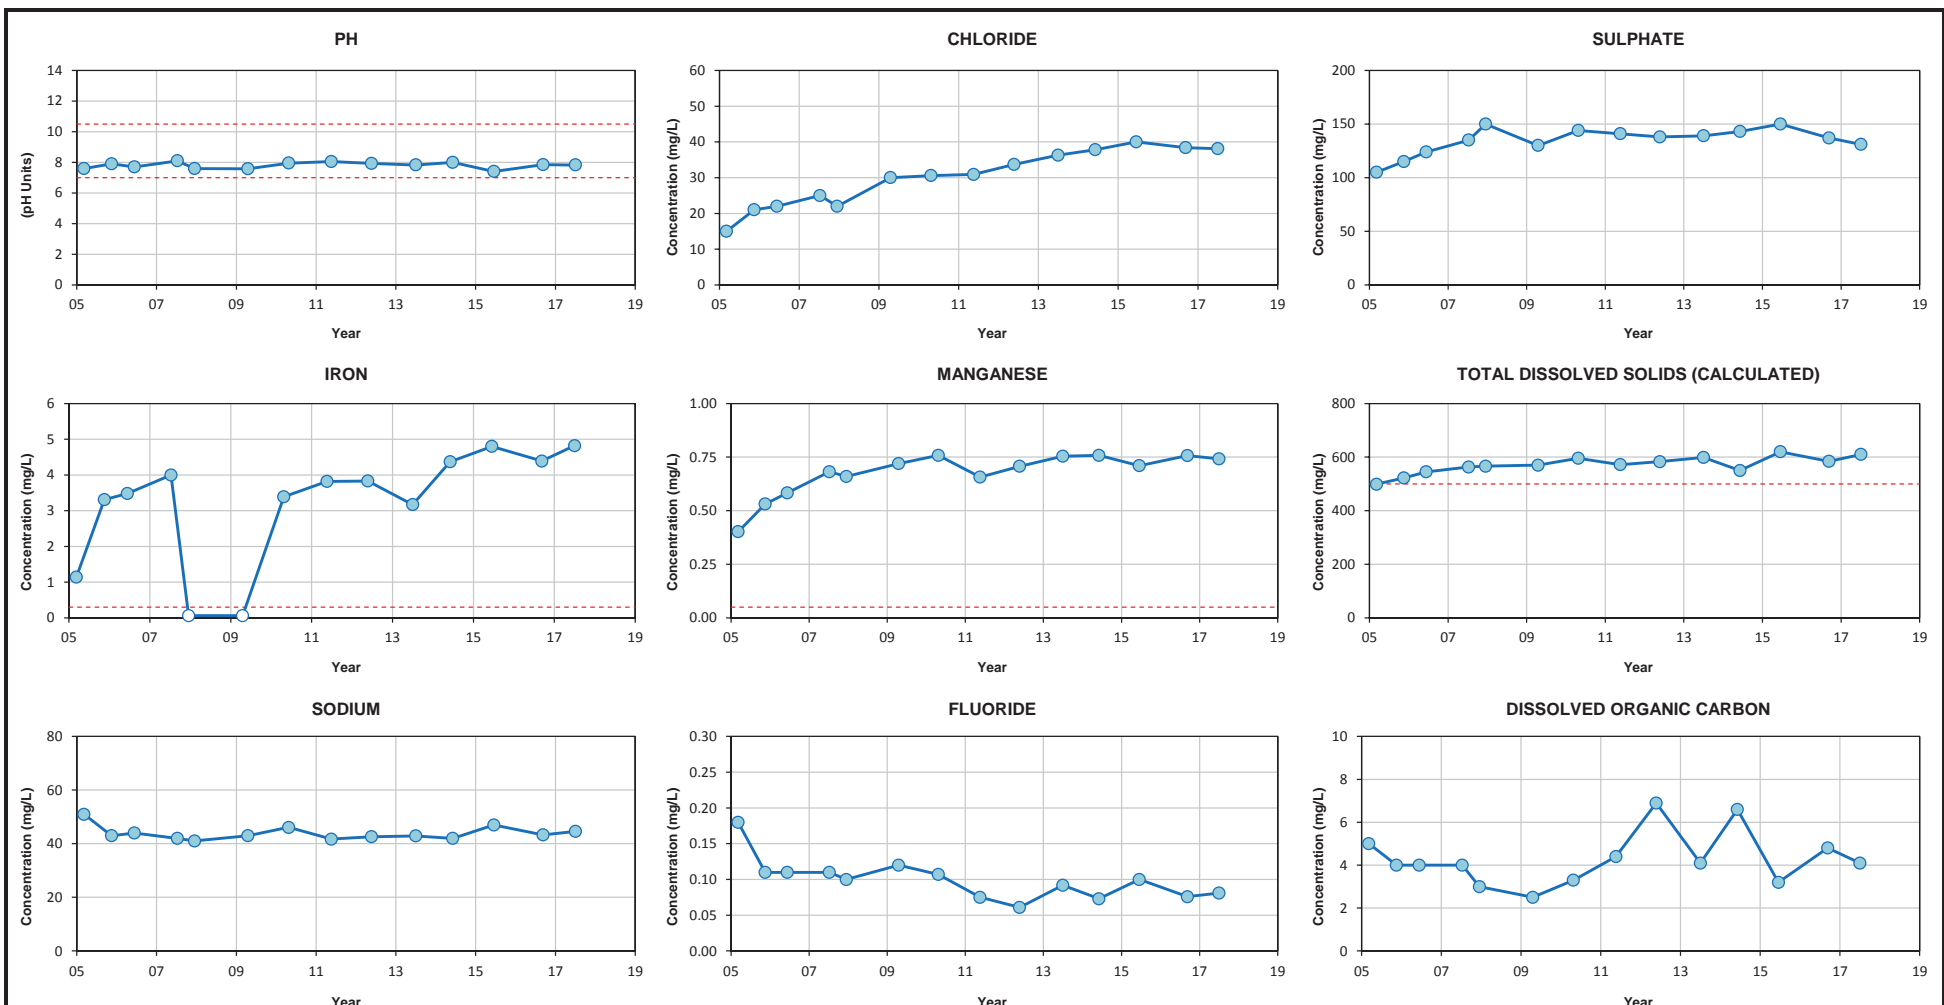 PH
14
12
10
8
6
4
2
0
(pH Units)
05 07 09 11 13 15 17 19
Year
CHLORIDE
60
50
40
30
20
10
0
Concentration (mg/L)
05 07 09 11 13 15 17 19
Year
SULPHATE
200
150
100
50
0
Concentration (mg/L)
05 07 09 11 13 15 17 19
Year
IRON
6
5
4
3
2
1
0
Concentration (mg/L)
05 07 09 11 13 15 17 19
Year
MANGANESE
1.00
0.75
0.50
0.25
0.00
Concentration (mg/L)
05 07 09 11 13 15 17 19
Year
TOTAL DISSOLVED SOLIDS (CALCULATED)
800
600
400
200
0
Concentration (mg/L)
05 07 09 11 13 15 17 19
Year
SODIUM
80
60
40
20
0
Concentration (mg/L)
05 07 09 11 13 15 17 19
Year
FLUORIDE
0.30
0.25
0.20
0.15
0.10
0.05
0.00
Concentration (mg/L)
05 07 09 11 13 15 17 19
Year
DISSOLVED ORGANIC CARBON
10
8
6
4
2
0
Concentration (mg/L)
05 07 09 11 13 15 17 19
Year